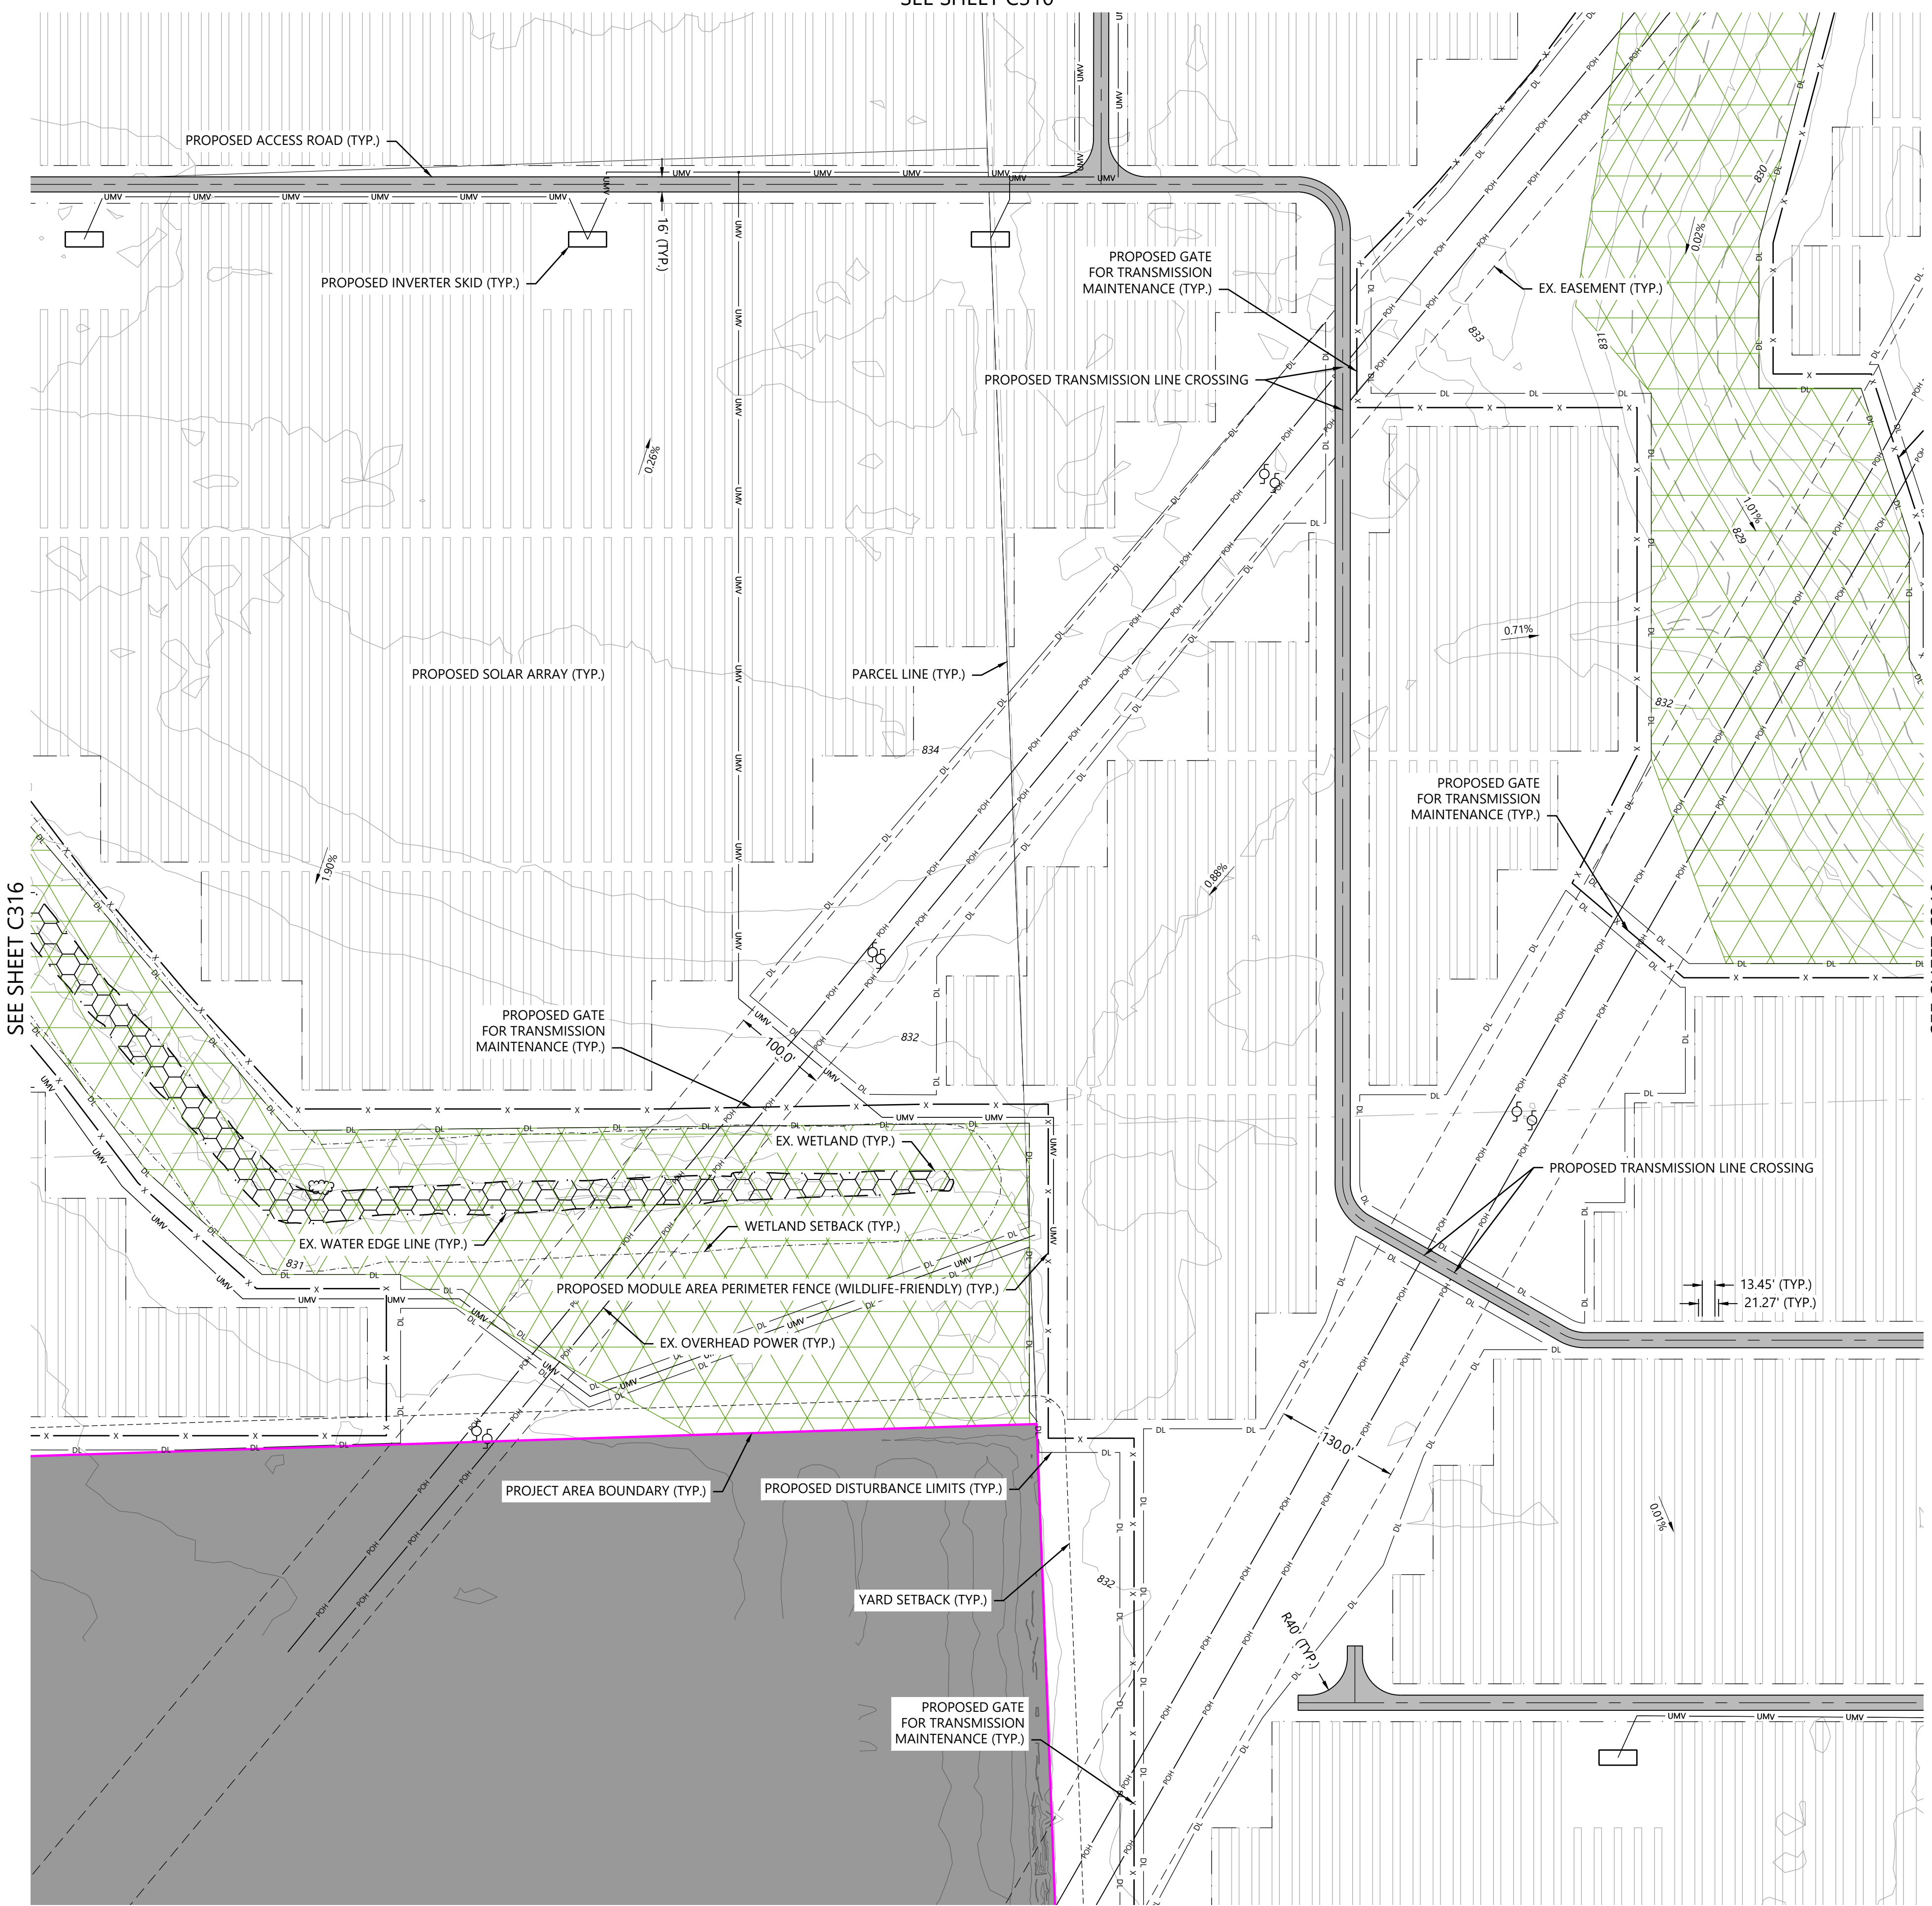 PROPOSED ACCESS ROAD (TYP.)
PROPOSED INVERTER SKID (TYP.)
16' (TYP.)
PROPOSED GATE
FOR TRANSMISSION
MAINTENANCE (TYP.)
EX. EASEMENT (TYP.)
830
0.02%
831
833
PROPOSED TRANSMISSION LINE CROSSING
0.26%
1.01%
829
0.71%
PROPOSED SOLAR ARRAY (TYP.)
PARCEL LINE (TYP.)
832
834
PROPOSED GATE
FOR TRANSMISSION
MAINTENANCE (TYP.)
1.90%
0.88%
SEE SHEET C316
PROPOSED GATE
FOR TRANSMISSION
MAINTENANCE (TYP.)
100.0'
832
EX. WETLAND (TYP.)
PROPOSED TRANSMISSION LINE CROSSING
WETLAND SETBACK (TYP.)
EX. WATER EDGE LINE (TYP.)
831
PROPOSED MODULE AREA PERIMETER FENCE (WILDLIFE-FRIENDLY) (TYP.)
13.45' (TYP.)
21.27' (TYP.)
EX. OVERHEAD POWER (TYP.)
130.0'
PROJECT AREA BOUNDARY (TYP.)
PROPOSED DISTURBANCE LIMITS (TYP.)
0.01%
832
YARD SETBACK (TYP.)
R40' (TYP.)
PROPOSED GATE
FOR TRANSMISSION
MAINTENANCE (TYP.)
UMV
DL
POH
X